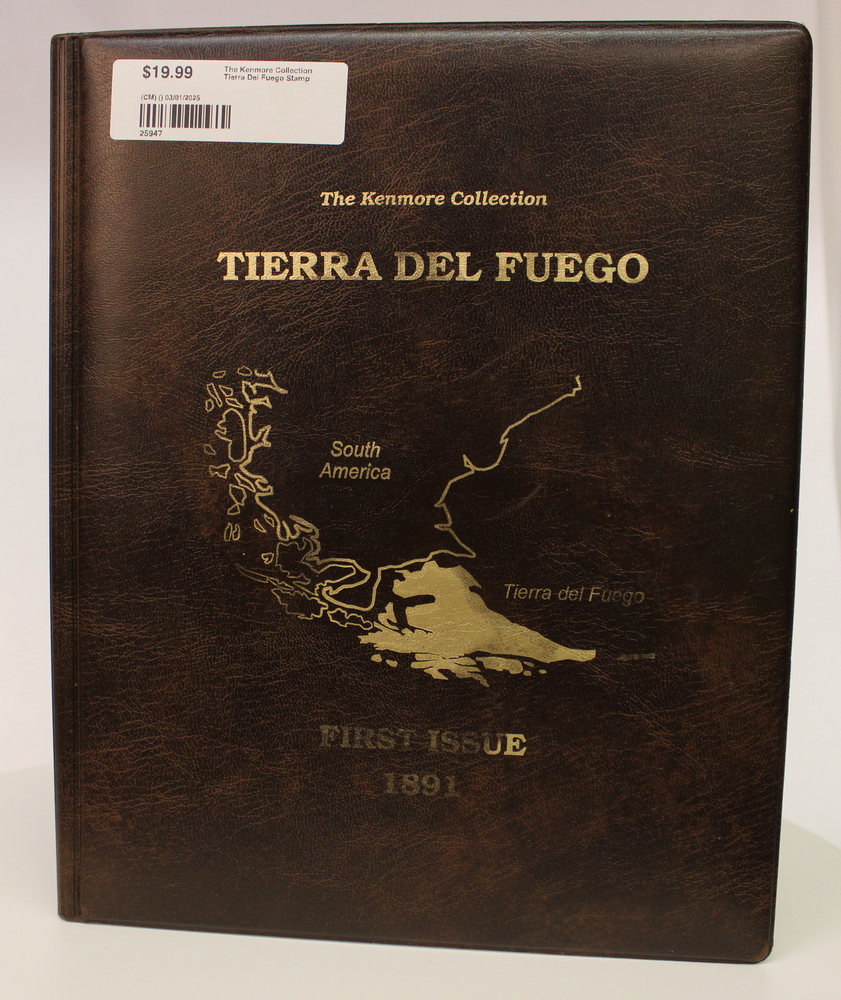 $19.99
The Kenmore Collection
Tierra Del Fuego Stamp
(CM) () 03/01/2025
25947
The Kenmore Collection
TIERRA DEL FUEGO
South
America
Tierra del Fuego
FIRST ISSUE
1891